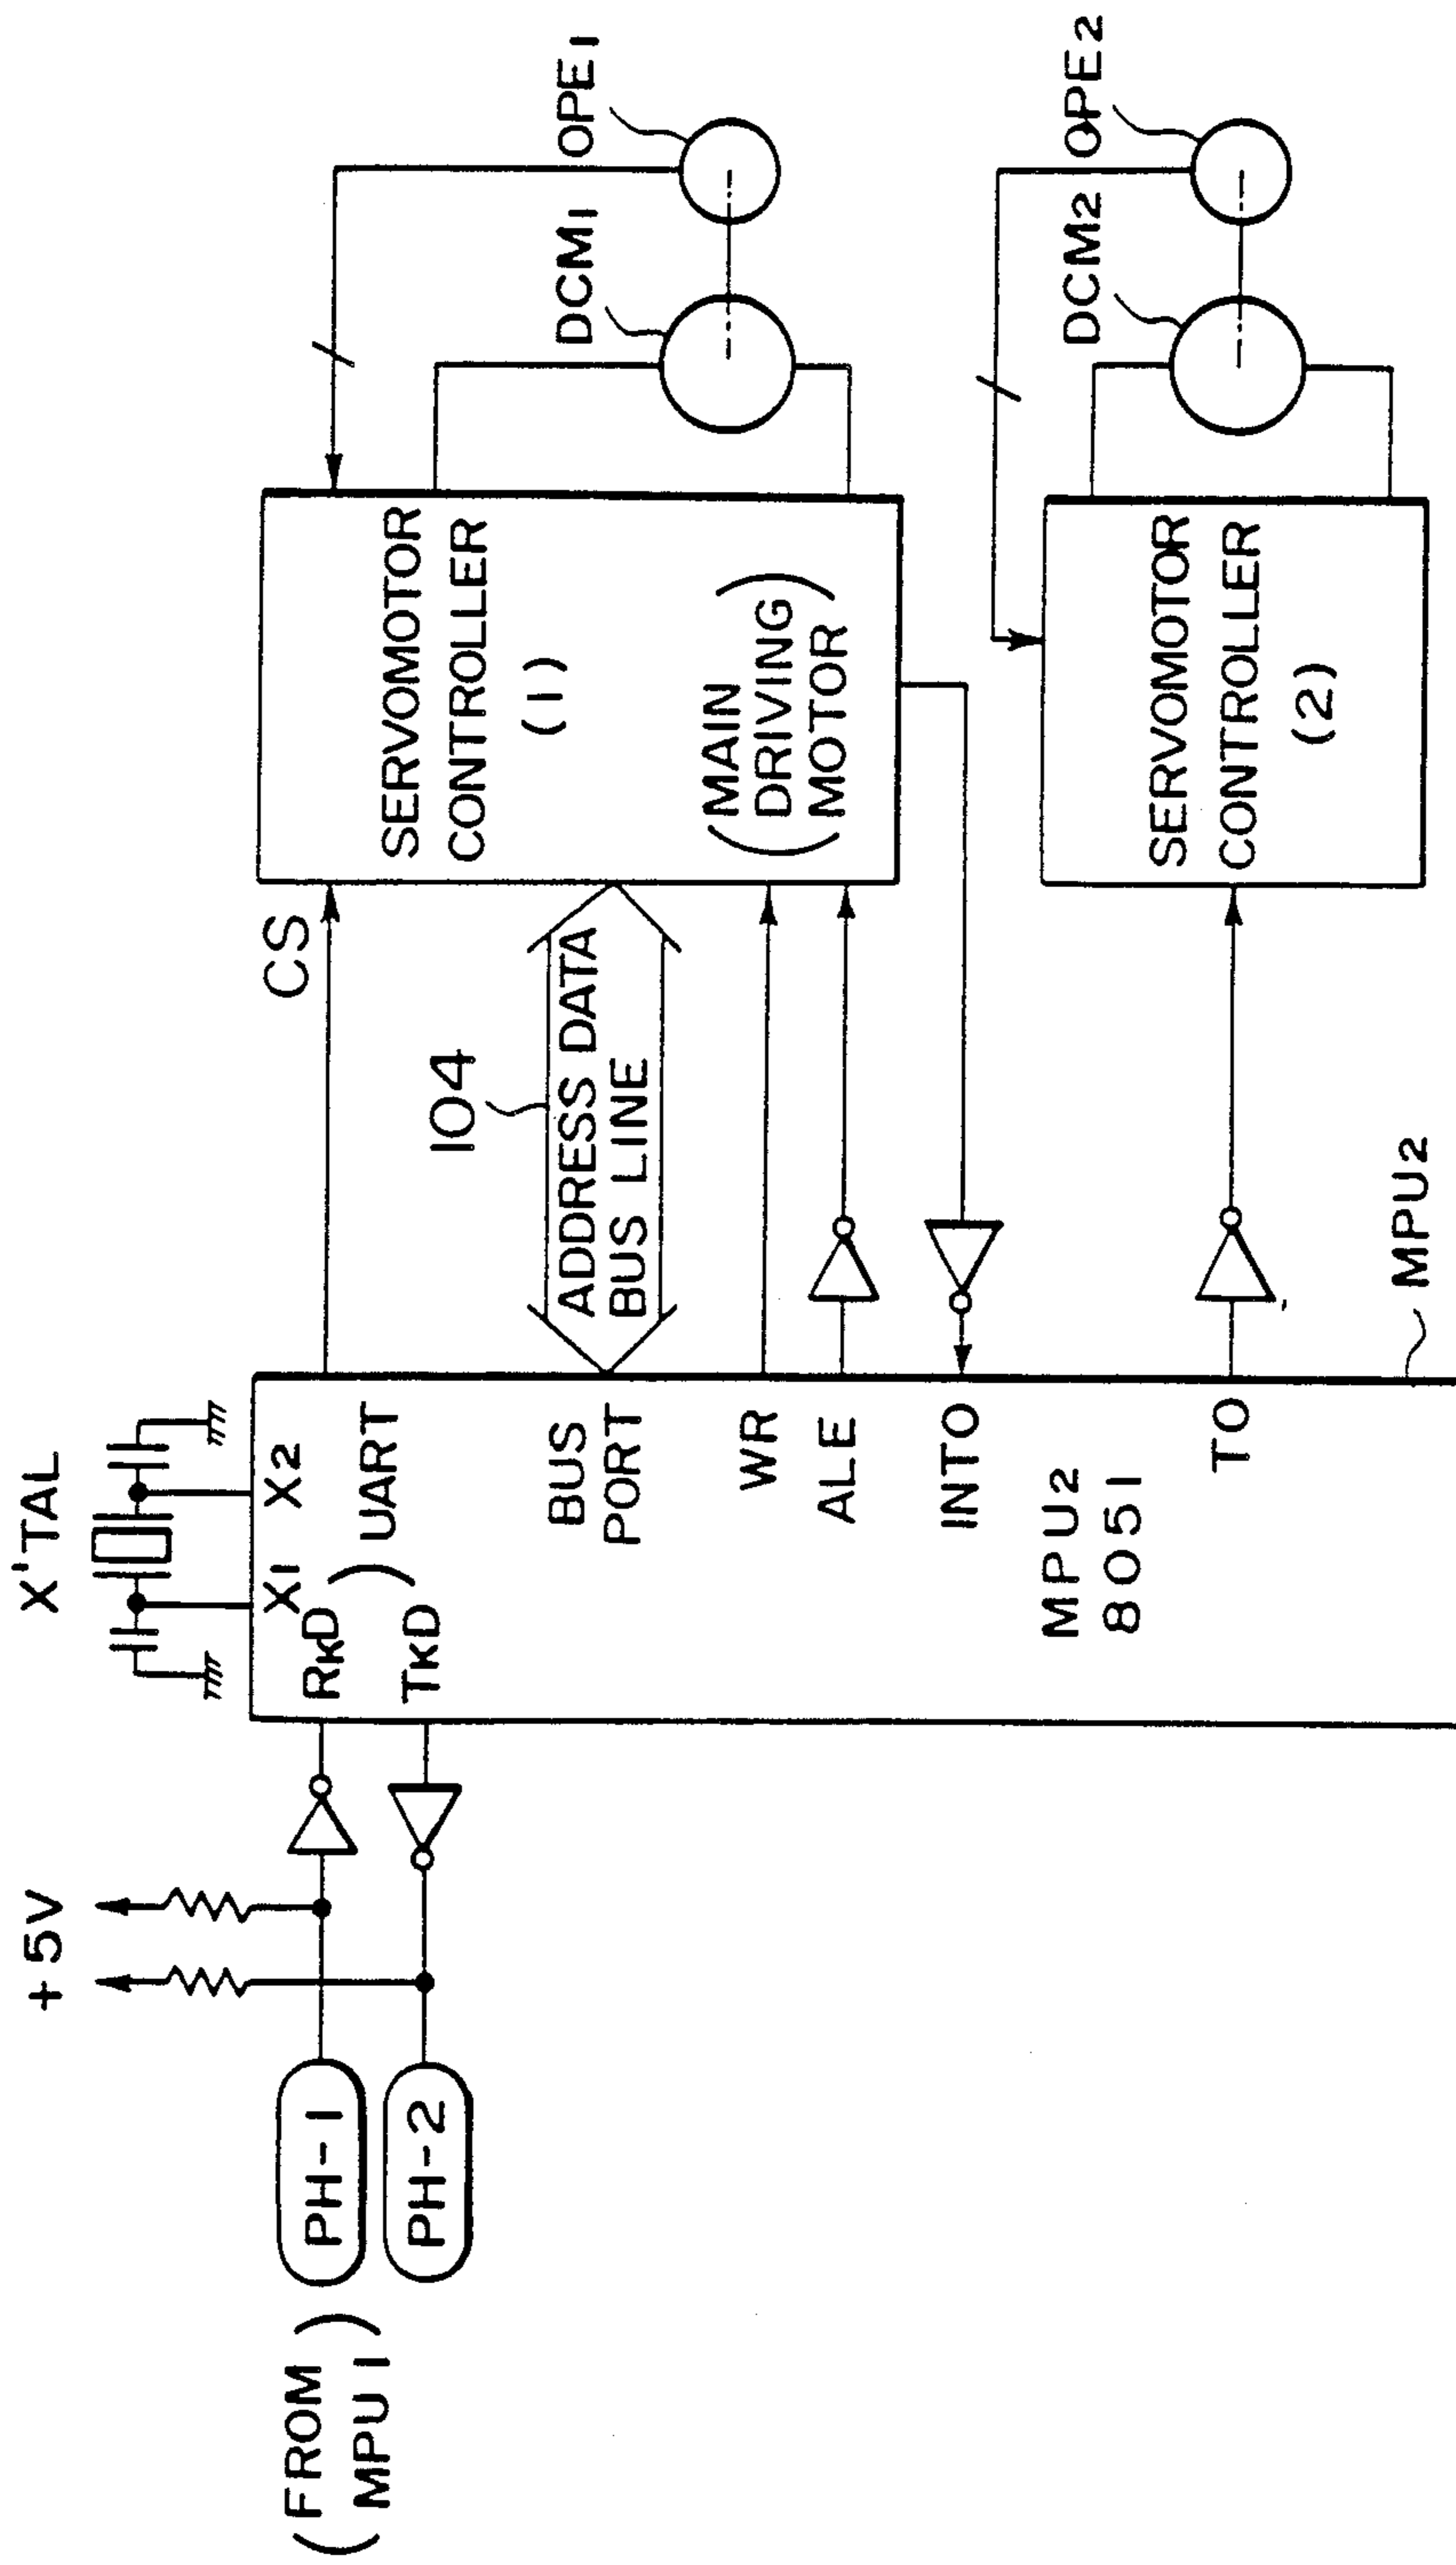 X'TAL
+5V
X1
X2
RKD
TKD
UART
CS
104
ADDRESS DATA
BUS LINE
BUS
PORT
WR
ALE
INTO
MPU2
8051
TO
MPU2
PH-1
PH-2
(FROM
MPU1)
SERVOMOTOR
CONTROLLER
(1)
(MAIN
DRIVING
MOTOR)
DCM1
OPE1
SERVOMOTOR
CONTROLLER
(2)
DCM2
OPE2